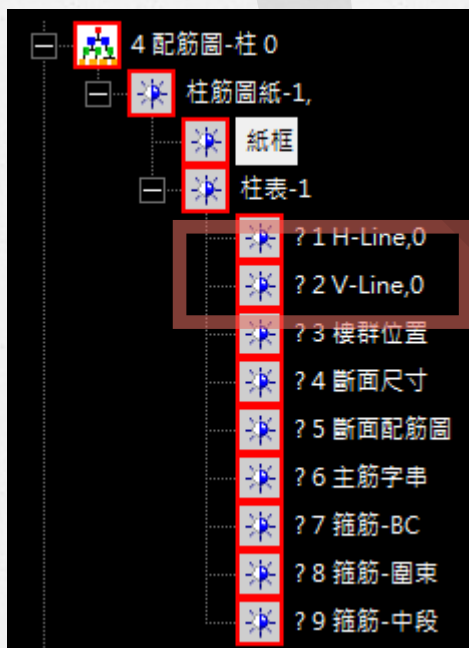 4 配筋圖-柱 0
柱筋圖紙-1,
紙框
柱表-1
? 1 H-Line,0
? 2 V-Line,0
? 3 樓群位置
? 4 斷面尺寸
? 5 斷面配筋圖
? 6 主筋字串
? 7 箍筋-BC
? 8 箍筋-圍束
? 9 箍筋-中段